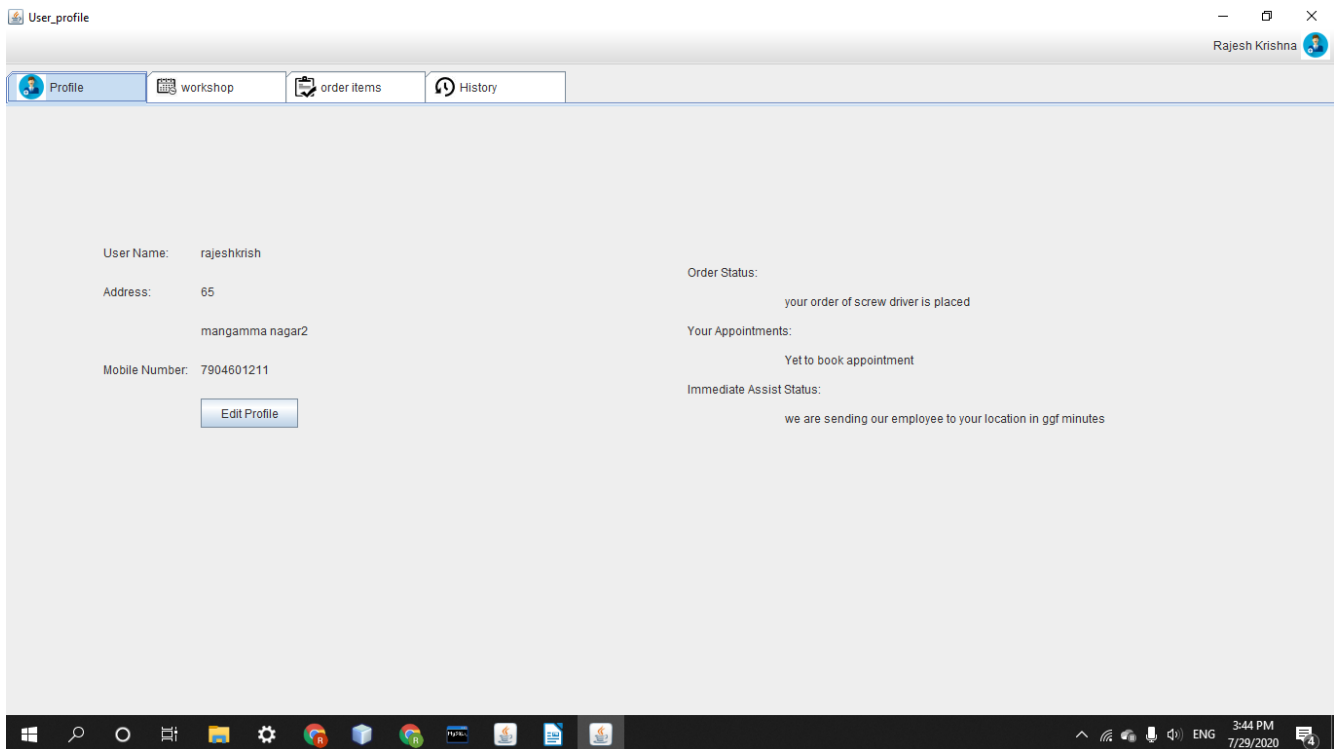 User_profile
Rajesh Krishna
Profile
workshop
order items
History
User Name: rajeshkrish
Address: 65
mangamma nagar2
Mobile Number: 7904601211
Edit Profile
Order Status:
your order of screw driver is placed
Your Appointments:
Yet to book appointment
Immediate Assist Status:
we are sending our employee to your location in ggf minutes
ENG
3:44 PM
7/29/2020
4